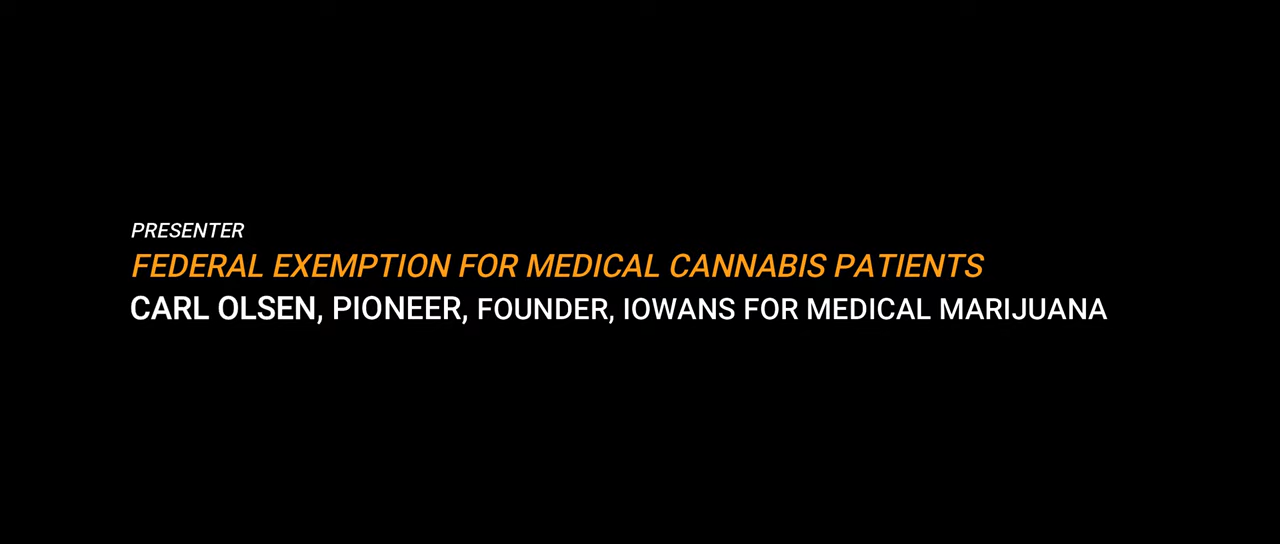 PRESENTER
FEDERAL EXEMPTION FOR MEDICAL CANNABIS PATIENTS
CARL OLSEN, PIONEER, FOUNDER, IOWANS FOR MEDICAL MARIJUANA